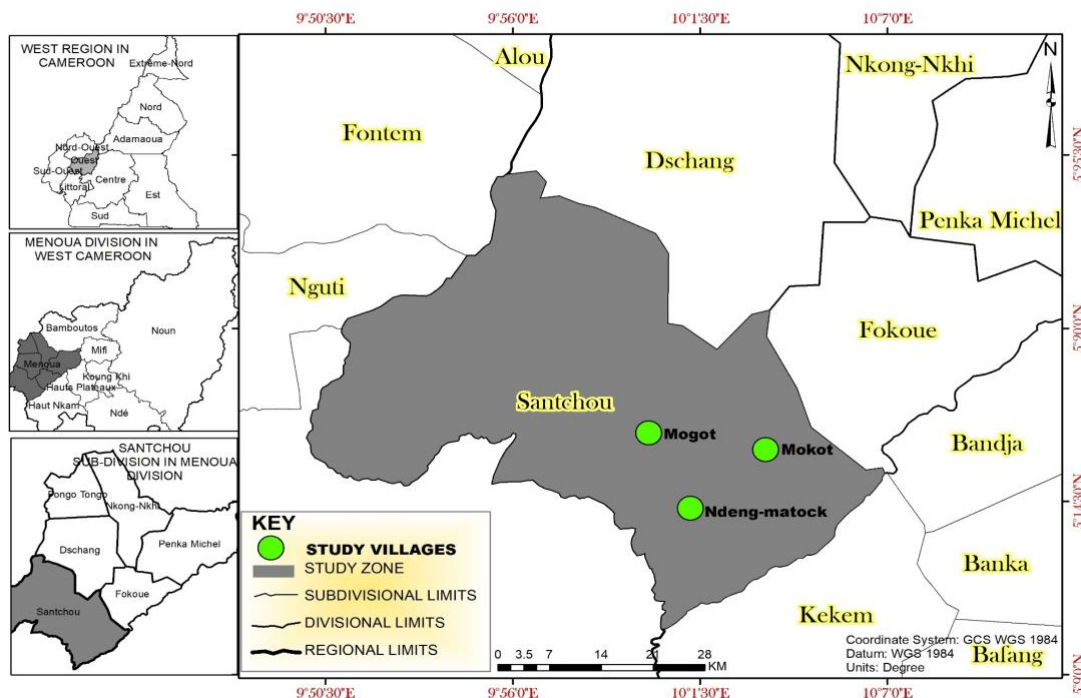 9°50'30"E
9°56'0"E
10°1'30"E
10°7'0"E
WEST REGION IN
CAMEROON
Extrême-Nord
Nord
Adamaoua
Nord-Ouest
Ouest
Sud-Ouest
Littoral
Centre
Est
Sud
MENOUA DIVISION IN
WEST CAMEROON
Bamboutos
Noun
Mifi
Menoua
Koung Khi
Hauts Plateaux
Haut Nkam
Ndé
SANTCHOU
SUB-DIVISION IN MENOUA
DIVISION
Fongo Tongo
Nkong-Nkhi
Dschang
Penka Michel
Fokoue
Santchou
Alou
Nkong-Nkhi
N
Fontem
Dschang
Penka Michel
Nguti
Fokoue
Santchou
Mogot
Mokot
Bandja
Ndeng-matock
Banka
Kekem
Bafang
KEY
STUDY VILLAGES
STUDY ZONE
SUBDIVISIONAL LIMITS
DIVISIONAL LIMITS
REGIONAL LIMITS
0 3.5 7 14 21 28
KM
Coordinate System: GCS WGS 1984
Datum: WGS 1984
Units: Degree
9°50'30"E
9°56'0"E
10°1'30"E
10°7'0"E